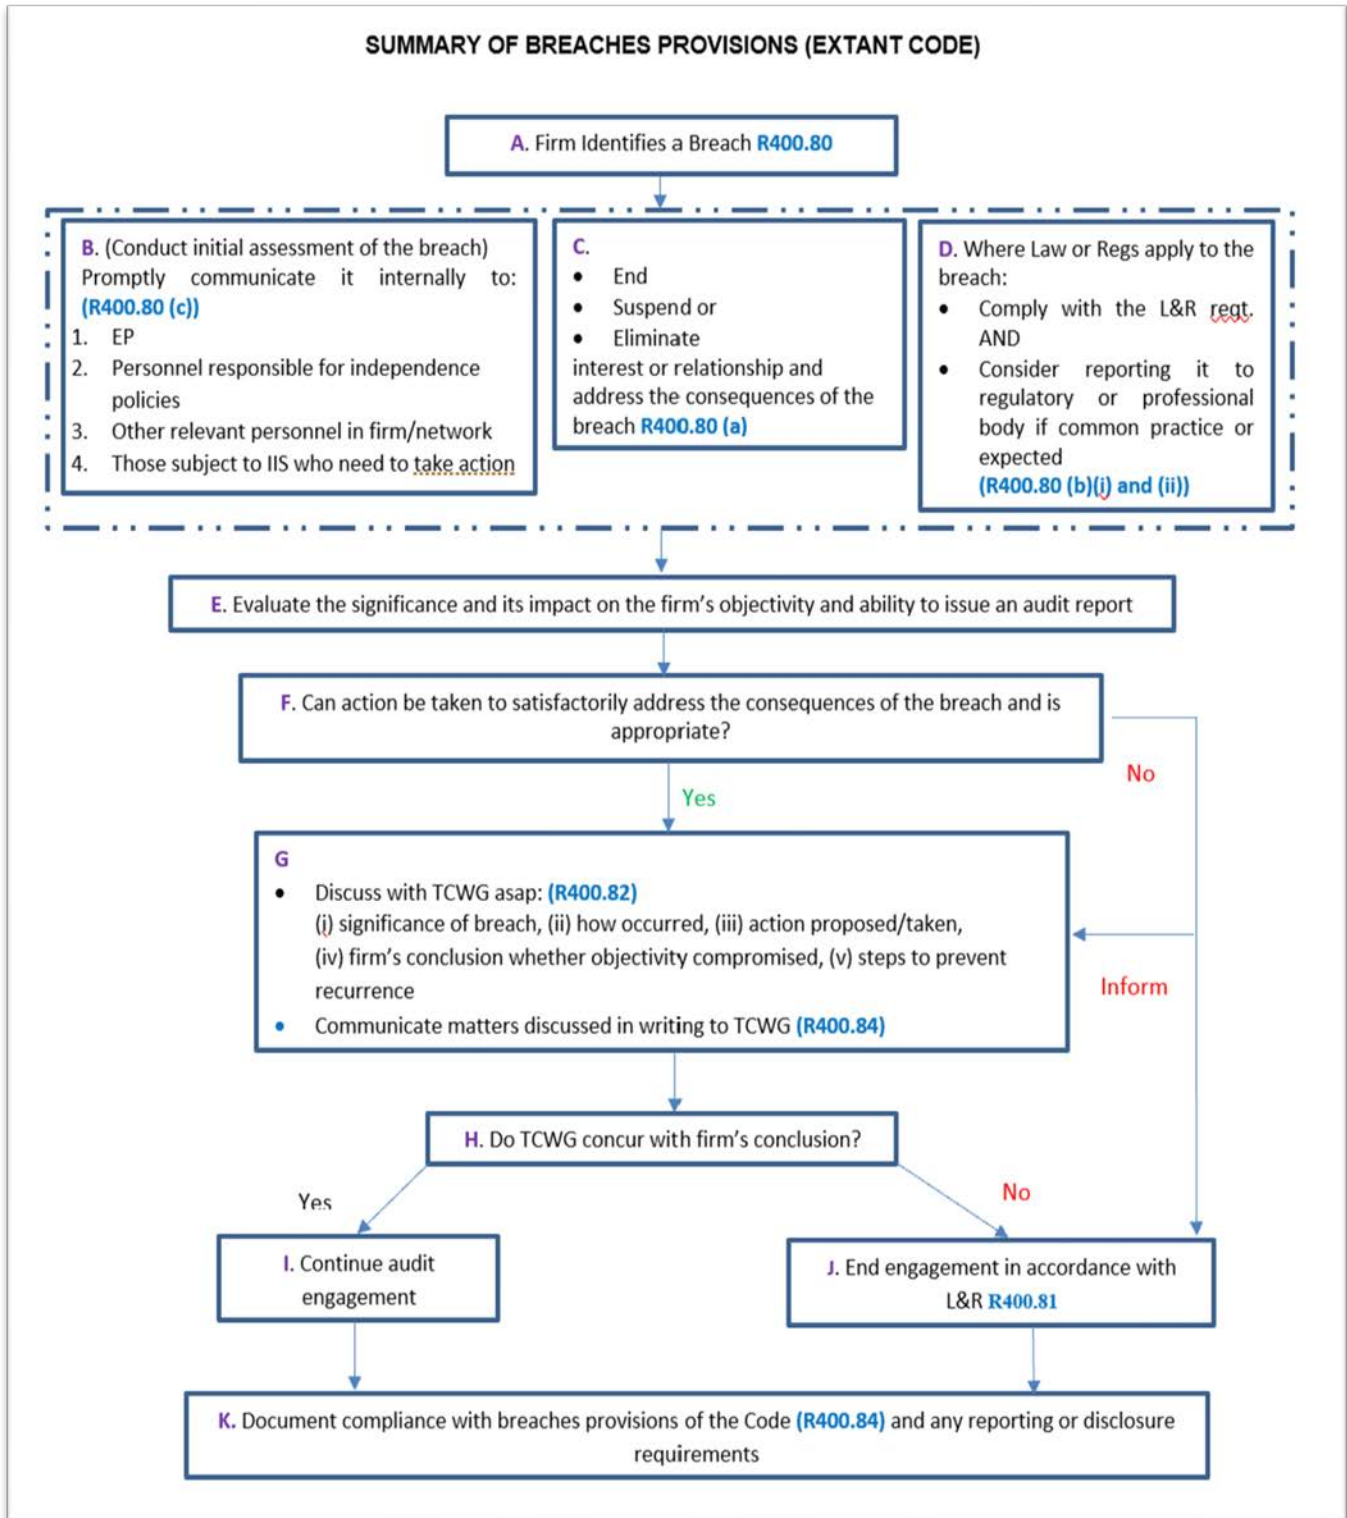 SUMMARY OF BREACHES PROVISIONS (EXTANT CODE)
A. Firm Identifies a Breach R400.80
B. (Conduct initial assessment of the breach)
Promptly communicate it internally to:
(R400.80 (c))
1. EP
2. Personnel responsible for independence
policies
3. Other relevant personnel in firm/network
4. Those subject to IIS who need to take action
C.
• End
• Suspend or
• Eliminate
interest or relationship and
address the consequences of the
breach R400.80 (a)
D. Where Law or Regs apply to the
breach:
• Comply with the L&R reqt.
AND
• Consider reporting it to
regulatory or professional
body if common practice or
expected
(R400.80 (b)(i) and (ii))
E. Evaluate the significance and its impact on the firm's objectivity and ability to issue an audit report
F. Can action be taken to satisfactorily address the consequences of the breach and is
appropriate?
No
Yes
G
• Discuss with TCWG asap: (R400.82)
(i) significance of breach, (ii) how occurred, (iii) action proposed/taken,
(iv) firm's conclusion whether objectivity compromised, (v) steps to prevent
recurrence
• Communicate matters discussed in writing to TCWG (R400.84)
Inform
H. Do TCWG concur with firm's conclusion?
Yes
No
I. Continue audit
engagement
J. End engagement in accordance with
L&R R400.81
K. Document compliance with breaches provisions of the Code (R400.84) and any reporting or disclosure
requirements